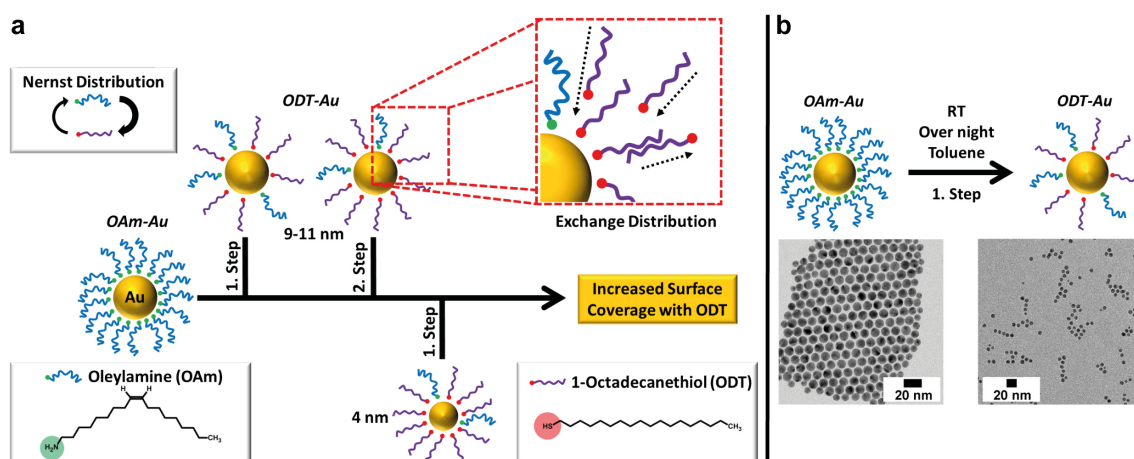 a
Nernst Distribution
ODT-Au
Exchange Distribution
OAm-Au
9-11 nm
Au
1. Step
2. Step
1. Step
Increased Surface
Coverage with ODT
Oleylamine (OAm)
H H
H₂N
CH₃
4 nm
1-Octadecanethiol (ODT)
HS
CH₃
b
OAm-Au
RT
Over night
Toluene
1. Step
ODT-Au
20 nm
20 nm